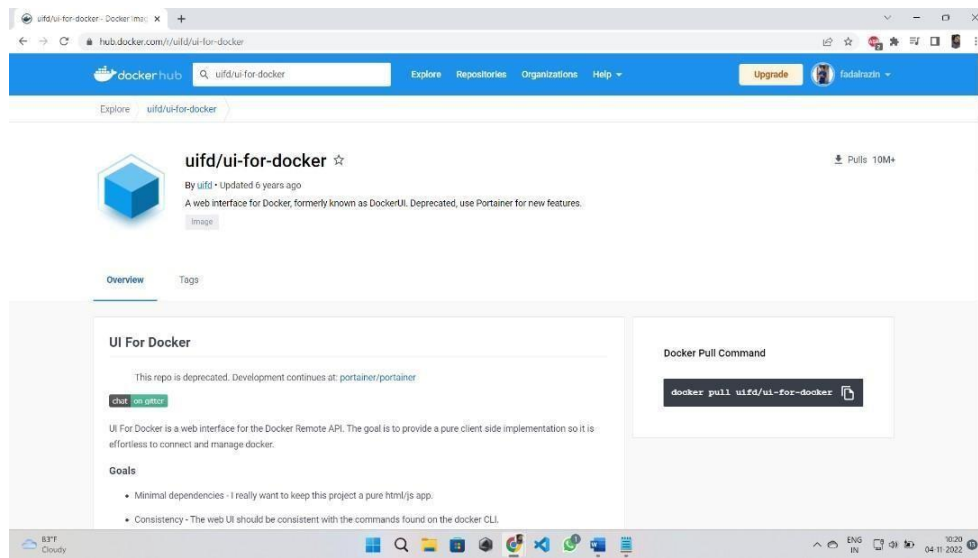 uifd/ui-for-docker - Docker Imag
hub.docker.com/r/uifd/ui-for-docker
docker hub
uifd/ui-for-docker
Explore Repositories Organizations Help
Upgrade
fadalrazin
Explore
uifd/ui-for-docker
uifd/ui-for-docker
Pulls 10M+
By uifd • Updated 6 years ago
A web interface for Docker, formerly known as DockerUI. Deprecated, use Portainer for new features.
Image
Overview Tags
UI For Docker
This repo is deprecated. Development continues at: portainer/portainer
chat on gitter
UI For Docker is a web interface for the Docker Remote API. The goal is to provide a pure client side implementation so it is
effortless to connect and manage docker.
Goals
• Minimal dependencies - I really want to keep this project a pure html/js app.
• Consistency - The web UI should be consistent with the commands found on the docker CLI.
Docker Pull Command
docker pull uifd/ui-for-docker
83°F
Cloudy
ENG
IN
10:20
04-11-2022